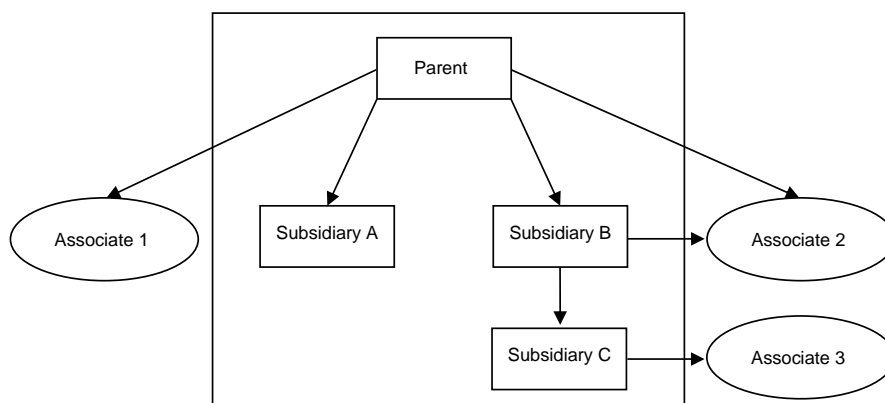 Parent
Associate 1
Subsidiary A
Subsidiary B
Associate 2
Subsidiary C
Associate 3